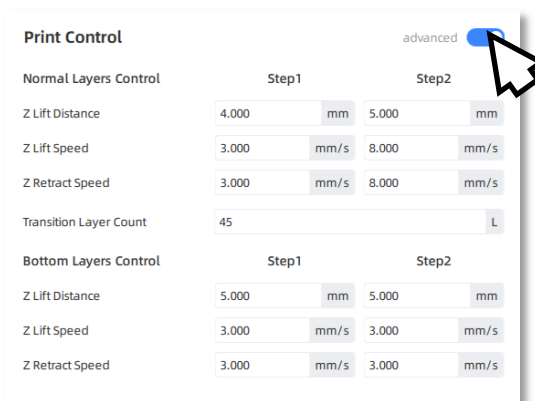 Print Control advanced
Normal Layers Control Step1 Step2
Z Lift Distance 4.000 mm 5.000 mm
Z Lift Speed 3.000 mm/s 8.000 mm/s
Z Retract Speed 3.000 mm/s 8.000 mm/s
Transition Layer Count 45 L
Bottom Layers Control Step1 Step2
Z Lift Distance 5.000 mm 5.000 mm
Z Lift Speed 3.000 mm/s 3.000 mm/s
Z Retract Speed 3.000 mm/s 3.000 mm/s